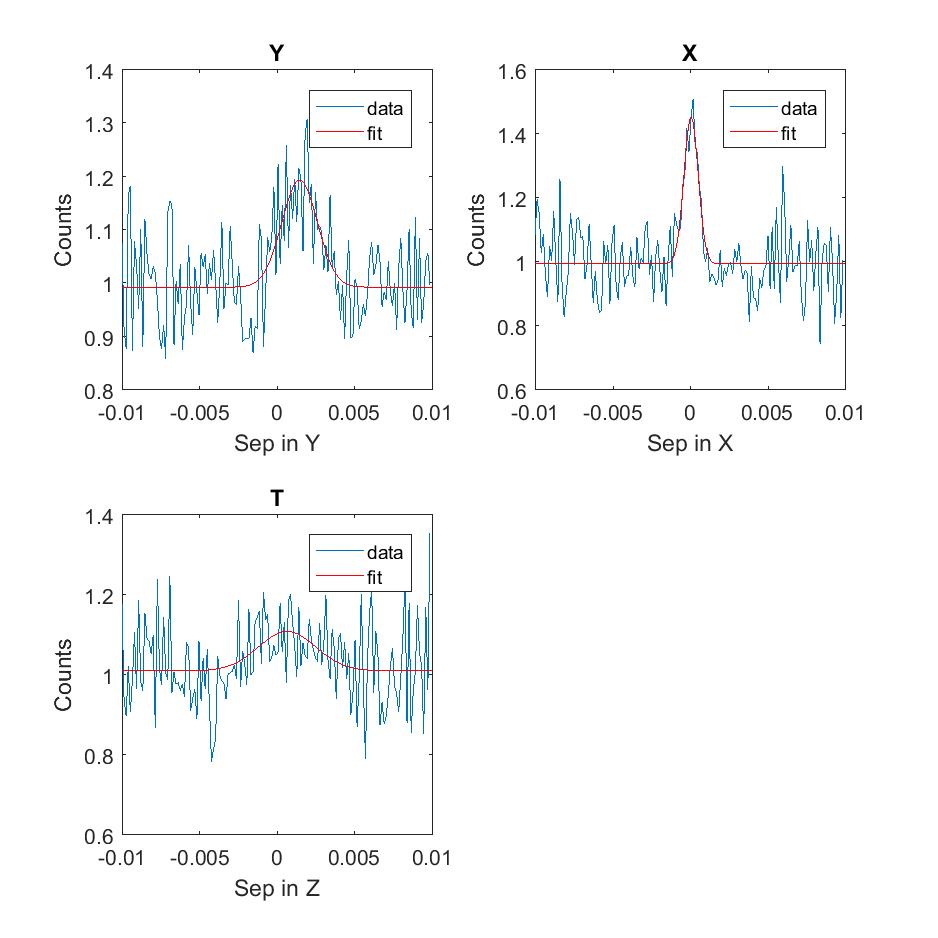 Y
1.4
1.3
1.2
1.1
1
0.9
0.8
Counts
data
fit
-0.01 -0.005 0 0.005 0.01
Sep in Y
X
1.6
1.4
1.2
1
0.8
0.6
Counts
data
fit
-0.01 -0.005 0 0.005 0.01
Sep in X
T
1.4
1.2
1
0.8
0.6
Counts
data
fit
-0.01 -0.005 0 0.005 0.01
Sep in Z